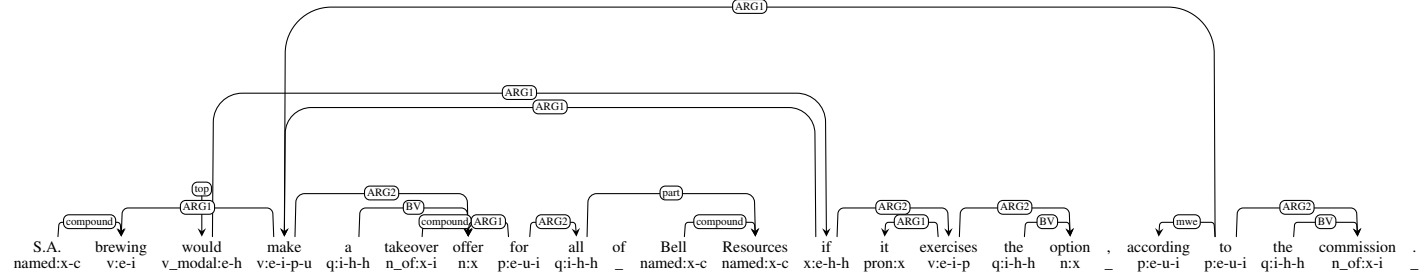 ARG1
ARG1
ARG1
top
ARG2 part
ARG1 BV ARG2 ARG2 ARG2
compound compound ARG1 ARG2 compound ARG1 BV mwe BV
S.A. brewing would make a takeover offer for all of Bell Resources if it exercises the option , according to the commission .
named:x-c v:e-i v_modal:e-h v:e-i-p-u q:i-h-h n_of:x-i n:x p:e-u-i q:i-h-h _ named:x-c named:x-c x:e-h-h pron:x v:e-i-p q:i-h-h n:x _ p:e-u-i p:e-u-i q:i-h-h n_of:x-i _